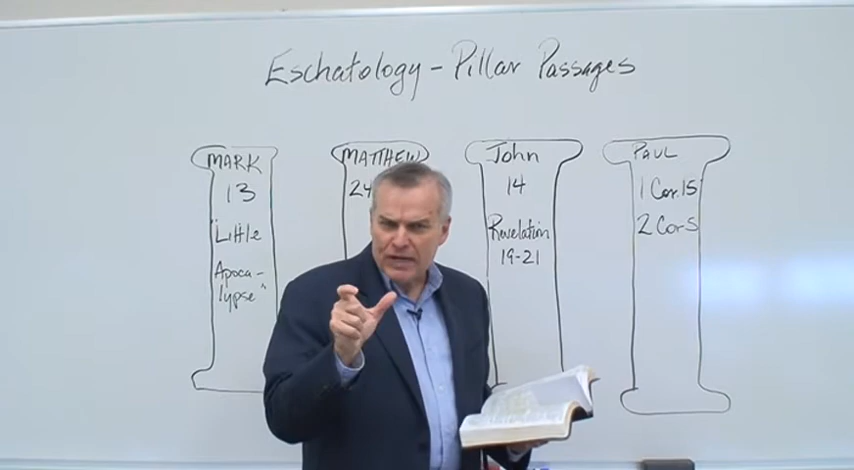 Eschatology - Pillar Passages
MARK
13
"Little
Apoca-
lypse"
MATTHEW
24
John
14
Revelation
19-21
PAUL
1 Cor. 15
2 Cor 5